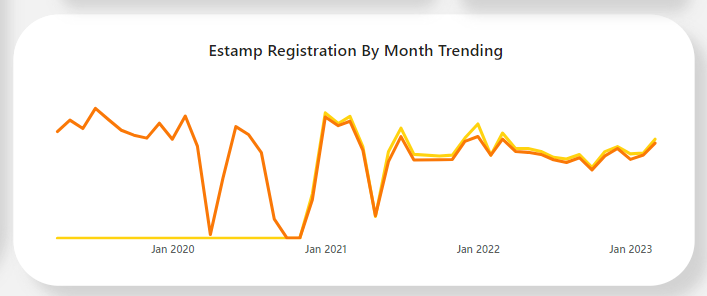 Estamp Registration By Month Trending
Jan 2020
Jan 2021
Jan 2022
Jan 2023